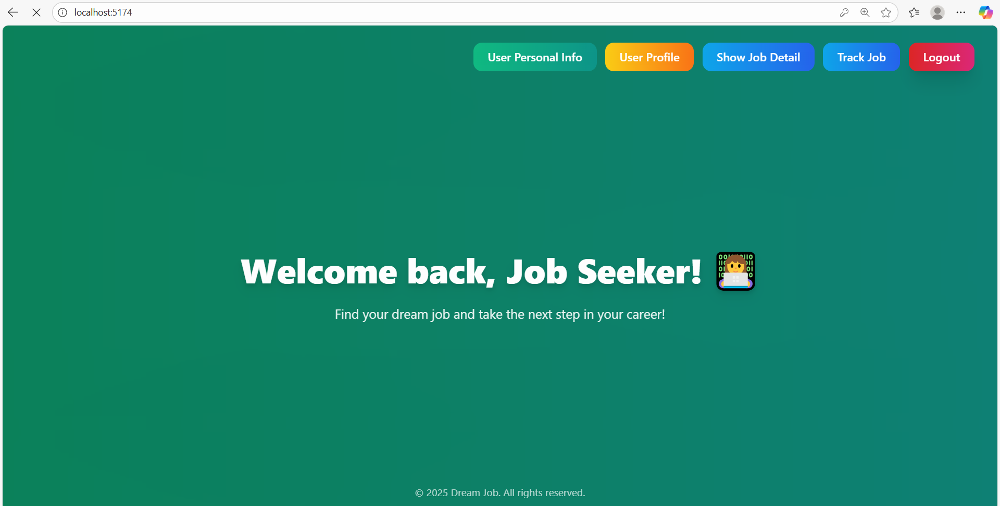 localhost:5174
User Personal Info
User Profile
Show Job Detail
Track Job
Logout
Welcome back, Job Seeker!
Find your dream job and take the next step in your career!
© 2025 Dream Job. All rights reserved.